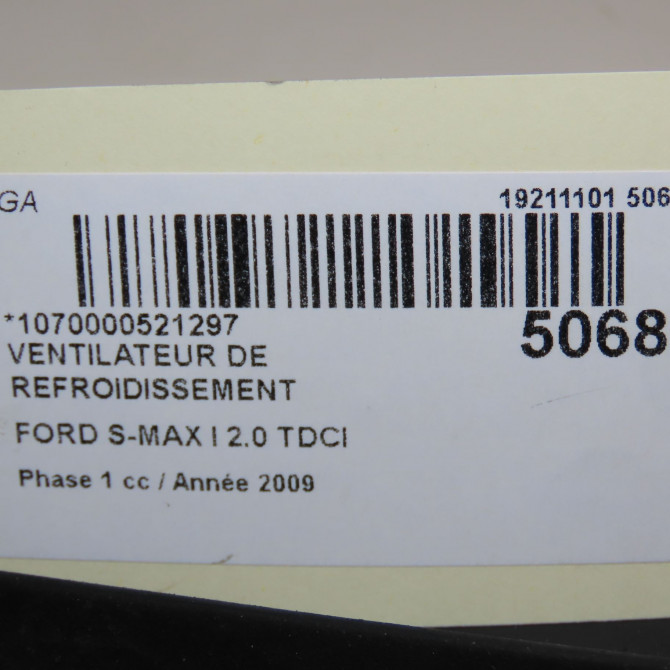 GA
19211101 506
*1070000521297
5068
VENTILATEUR DE
REFROIDISSEMENT
FORD S-MAX I 2.0 TDCI
Phase 1 cc / Année 2009